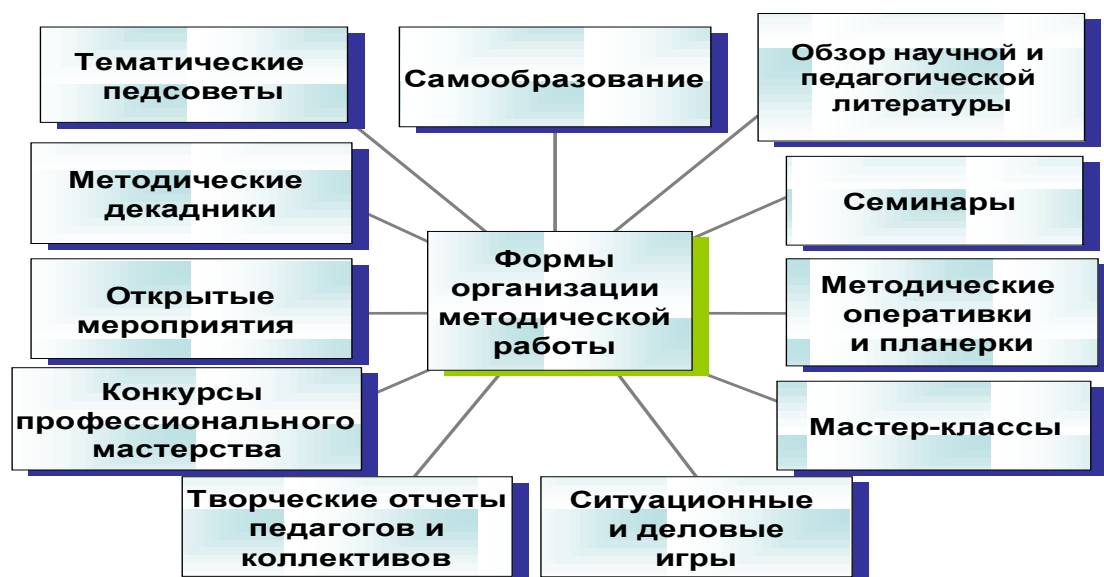 Тематические
педсоветы
Самообразование
Обзор научной и
педагогической
литературы
Методические
декадники
Семинары
Формы
организации
методической
работы
Открытые
мероприятия
Методические
оперативки
и планерки
Конкурсы
профессионального
мастерства
Мастер-классы
Творческие отчеты
педагогов и
коллективов
Ситуационные
и деловые
игры